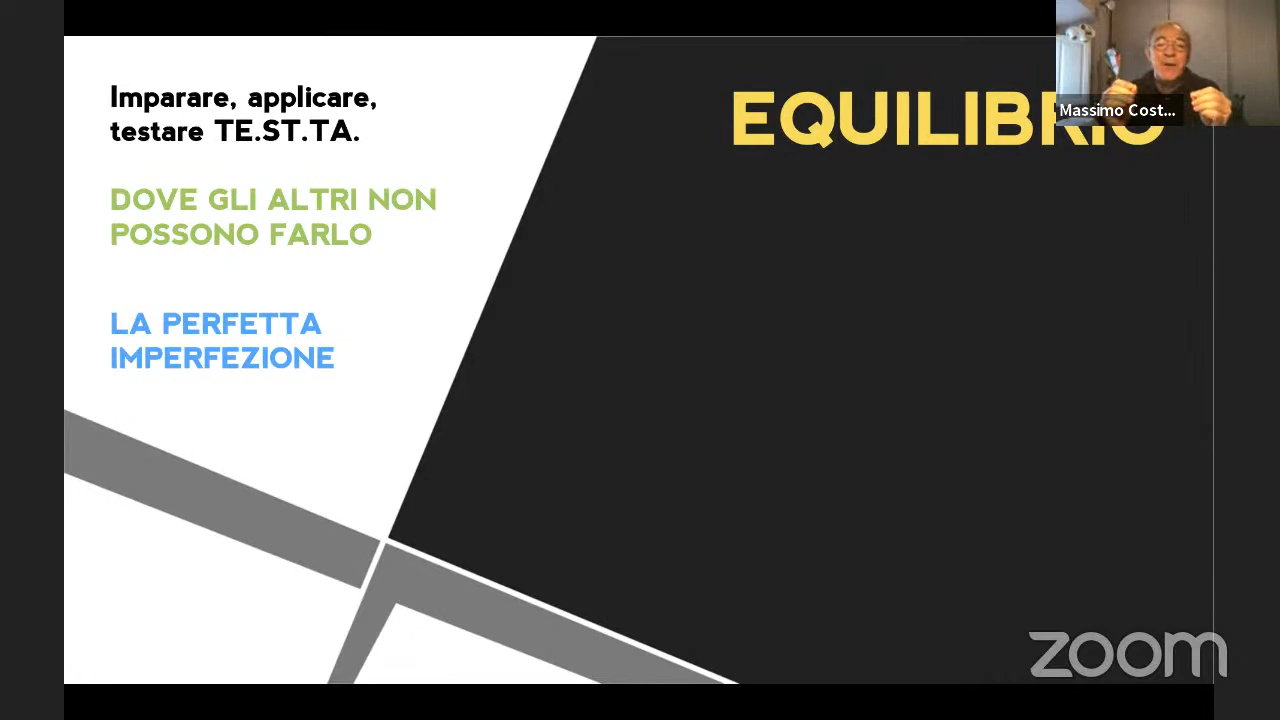 Imparare, applicare,
testare TE.ST.TA.
DOVE GLI ALTRI NON
POSSONO FARLO
LA PERFETTA
IMPERFEZIONE
EQUILIBRIO
Massimo Cost...
zoom